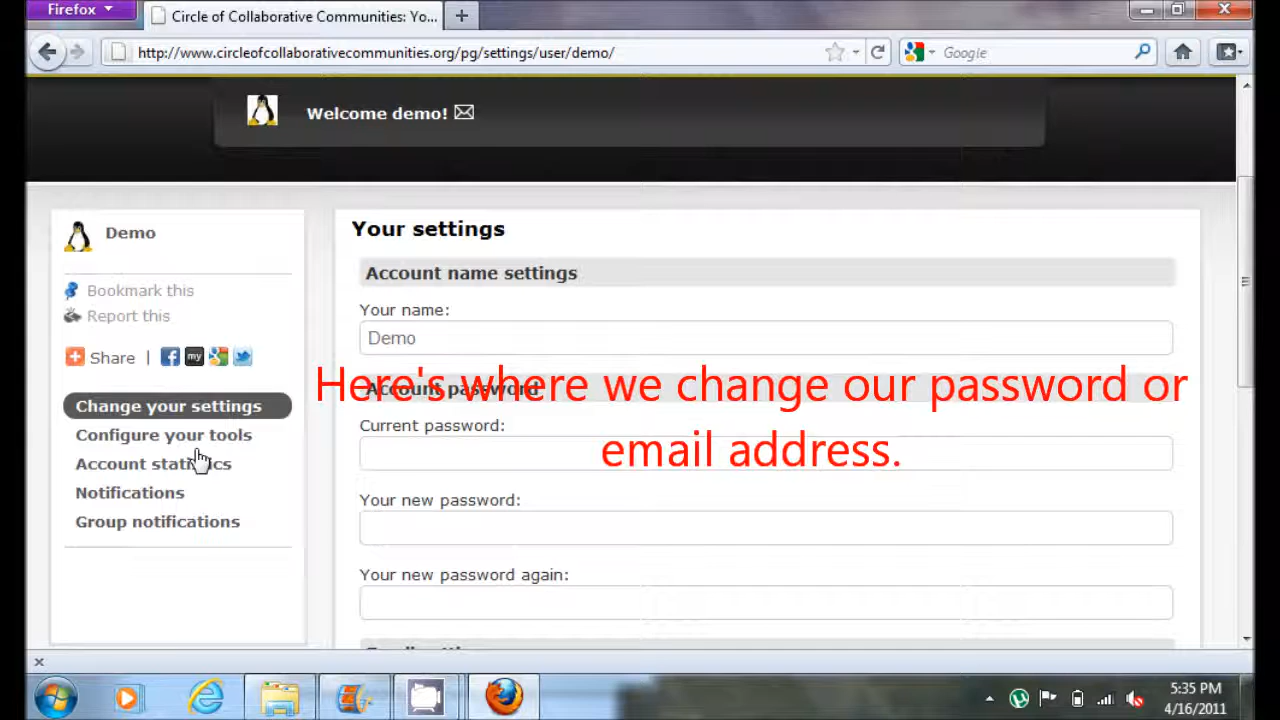 Firefox
Circle of Collaborative Communities: Yo...
http://www.circleofcollaborativecommunities.org/pg/settings/user/demo/
Google
Welcome demo!
Demo
Bookmark this
Report this
Share |
my
Change your settings
Configure your tools
Account statistics
Notifications
Group notifications
Your settings
Account name settings
Your name:
Demo
Account password
Here's where we change our password or
email address.
Current password:
Your new password:
Your new password again:
5:35 PM
4/16/2011